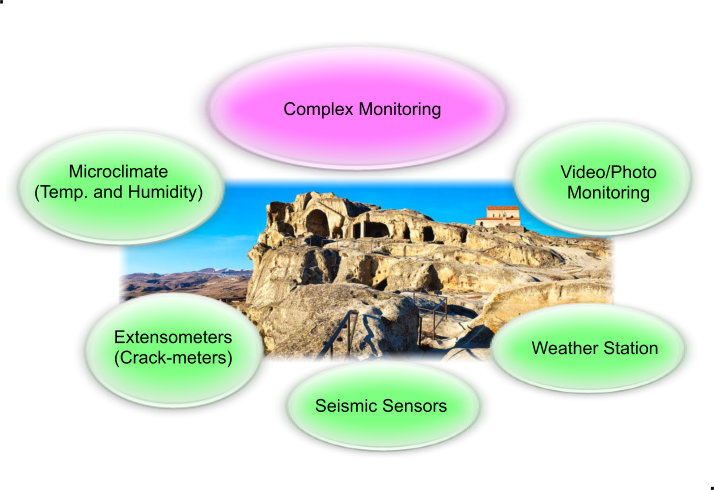 Complex Monitoring
Microclimate
(Temp. and Humidity)
Video/Photo
Monitoring
Extensometers
(Crack-meters)
Weather Station
Seismic Sensors